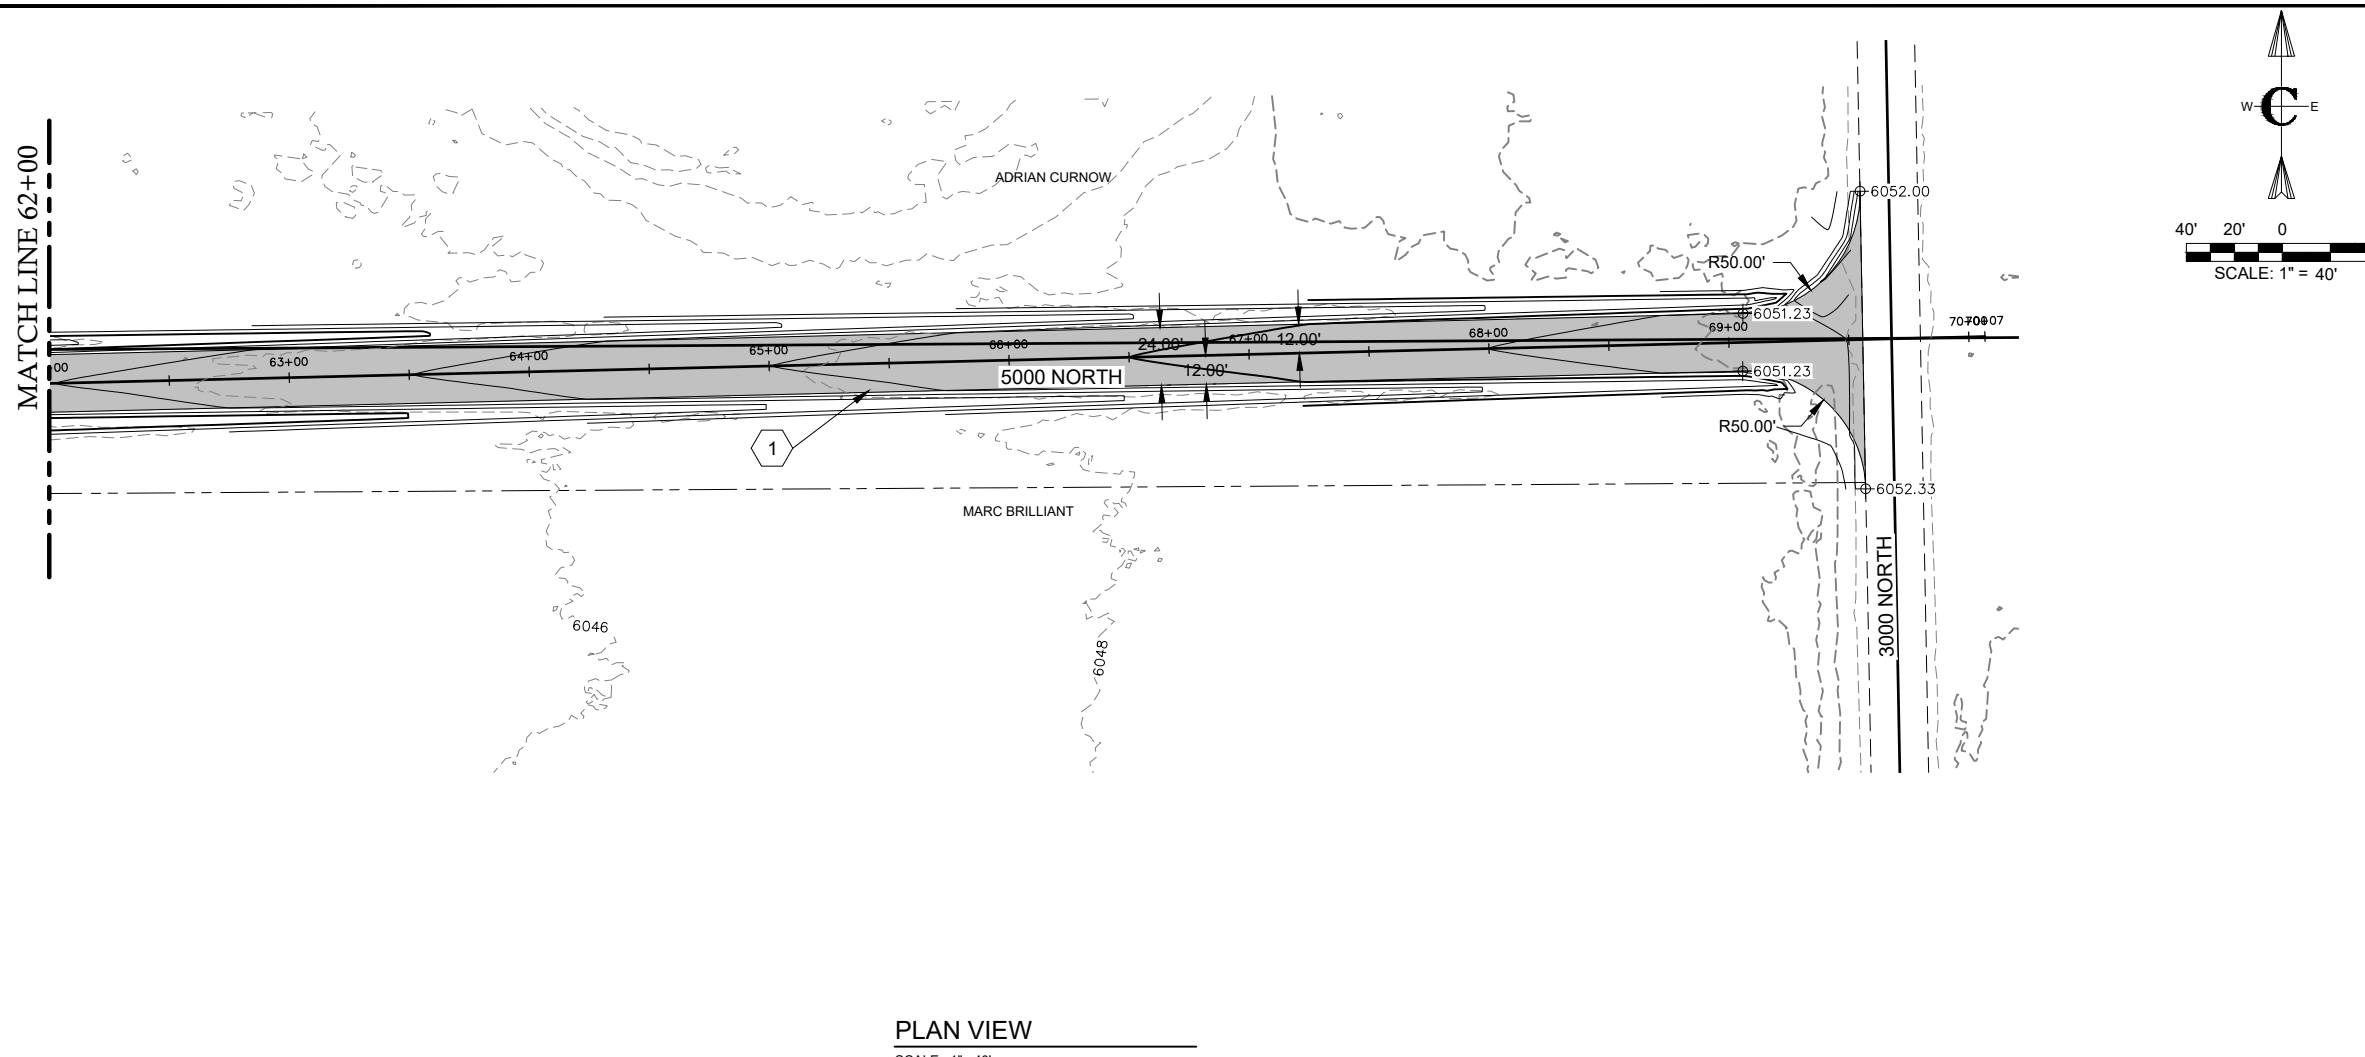 MATCH LINE 62+00
W C E
40' 20' 0
SCALE: 1" = 40'
ADRIAN CURNOW
6052.00
R50.00'
6051.23
00
63+00
64+00
65+00
66+00
67+00
68+00
69+00
24.00'
12.00'
12.00'
5000 NORTH
6051.23
R50.00'
1
6052.33
MARC BRILLIANT
3000 NORTH
6046
6048
PLAN VIEW